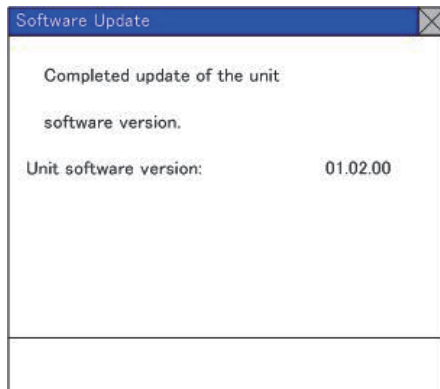 Software Update
Completed update of the unit
software version.
Unit software version: 01.02.00